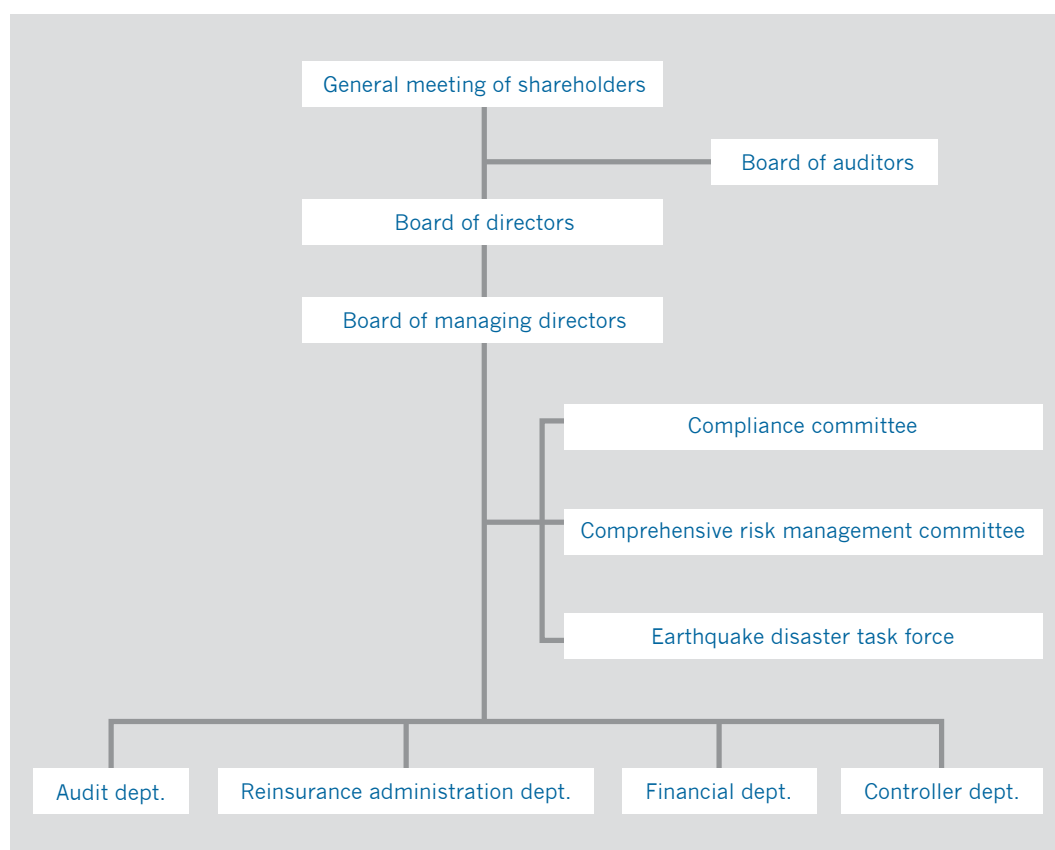 General meeting of shareholders
Board of auditors
Board of directors
Board of managing directors
Compliance committee
Comprehensive risk management committee
Earthquake disaster task force
Audit dept.
Reinsurance administration dept.
Financial dept.
Controller dept.